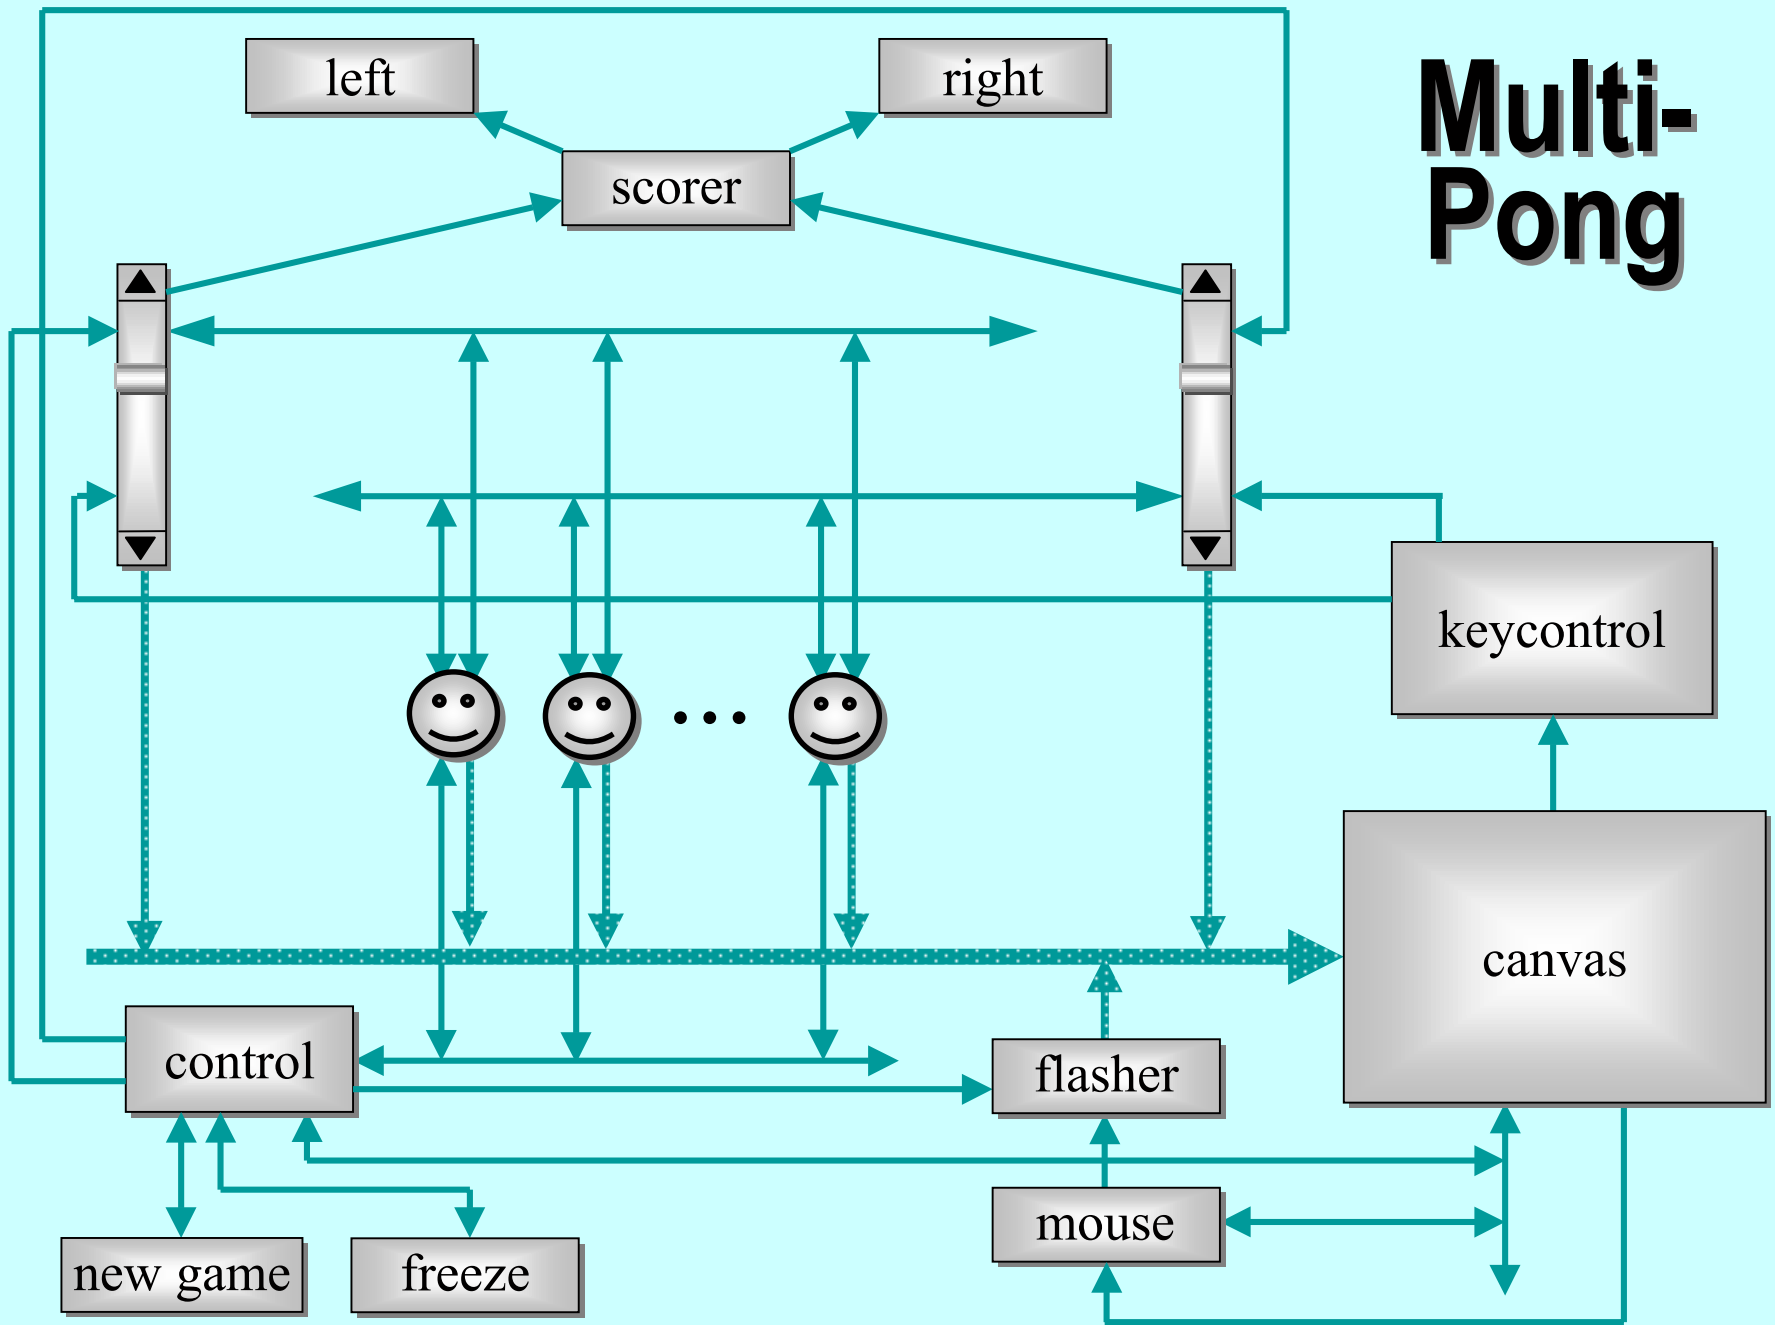 left
right
Multi-
Pong
scorer
keycontrol
...
canvas
control
flasher
mouse
new game
freeze